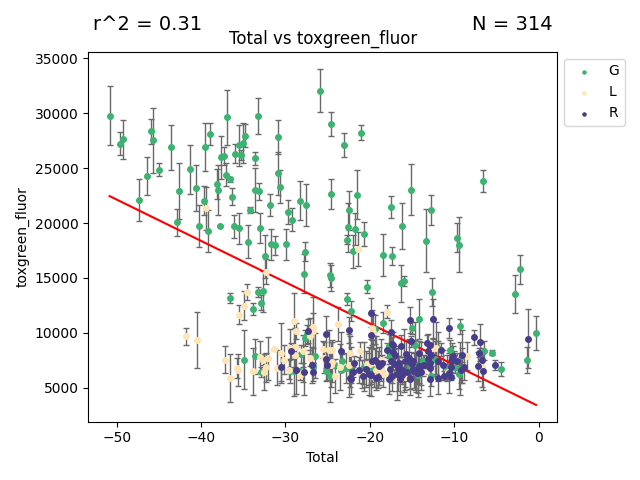 r^2 = 0.31 N = 314
Total vs toxgreen_fluor
35000
30000
25000
20000
15000
10000
5000
toxgreen_fluor
−50 −40 −30 −20 −10 0
Total
G
L
R